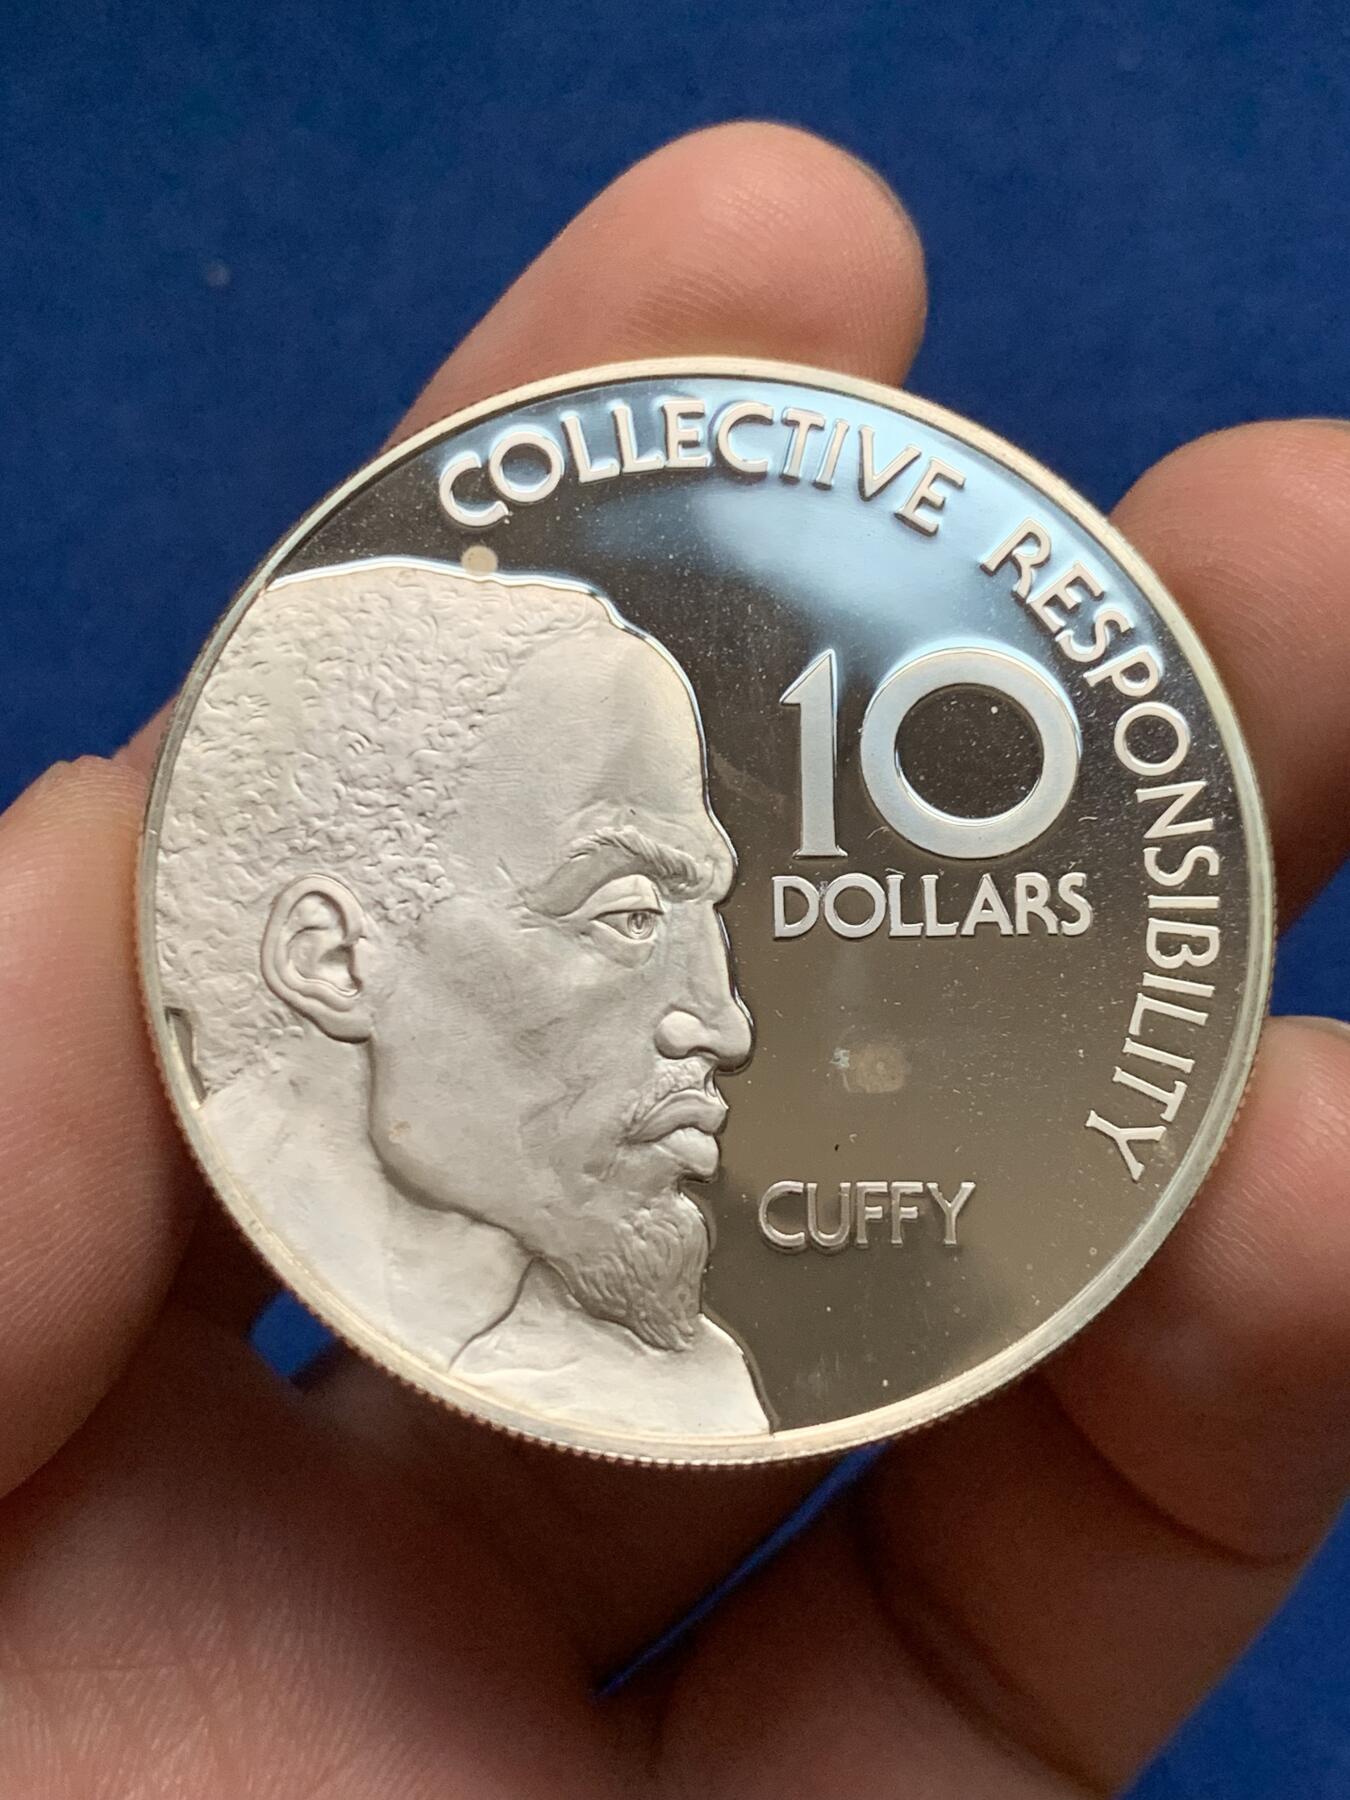 COLLECTIVE RESPONSIBILITY
10
DOLLARS
CUFFY